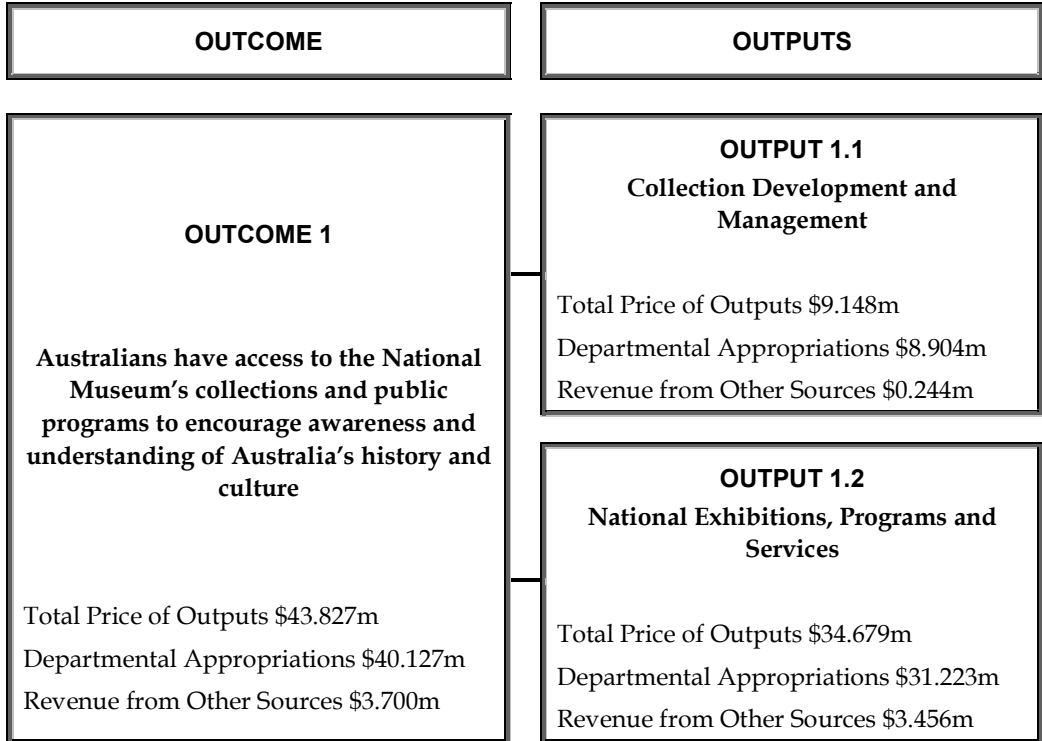 OUTCOME
OUTPUTS
OUTCOME 1
Australians have access to the National
Museum’s collections and public
programs to encourage awareness and
understanding of Australia’s history and
culture
Total Price of Outputs $43.827m
Departmental Appropriations $40.127m
Revenue from Other Sources $3.700m
OUTPUT 1.1
Collection Development and
Management
Total Price of Outputs $9.148m
Departmental Appropriations $8.904m
Revenue from Other Sources $0.244m
OUTPUT 1.2
National Exhibitions, Programs and
Services
Total Price of Outputs $34.679m
Departmental Appropriations $31.223m
Revenue from Other Sources $3.456m